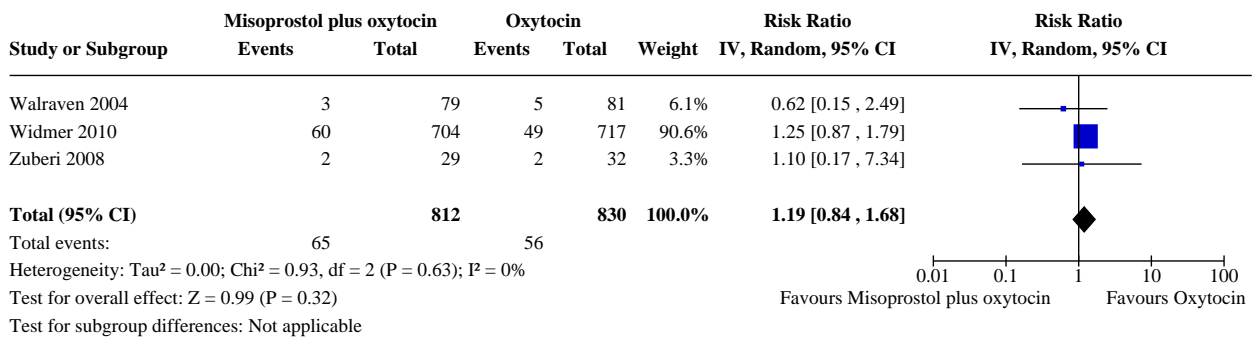 Misoprostol plus oxytocin Oxytocin Risk Ratio Risk Ratio
Study or Subgroup Events Total Events Total Weight IV, Random, 95% CI IV, Random, 95% CI
Walraven 2004 3 79 5 81 6.1% 0.62 [0.15 , 2.49]
Widmer 2010 60 704 49 717 90.6% 1.25 [0.87 , 1.79]
Zuberi 2008 2 29 2 32 3.3% 1.10 [0.17 , 7.34]
Total (95% CI) 812 830 100.0% 1.19 [0.84 , 1.68]
Total events: 65 56
Heterogeneity: Tau² = 0.00; Chi² = 0.93, df = 2 (P = 0.63); I² = 0%
0.01 0.1 1 10 100
Test for overall effect: Z = 0.99 (P = 0.32)
Favours Misoprostol plus oxytocin Favours Oxytocin
Test for subgroup differences: Not applicable